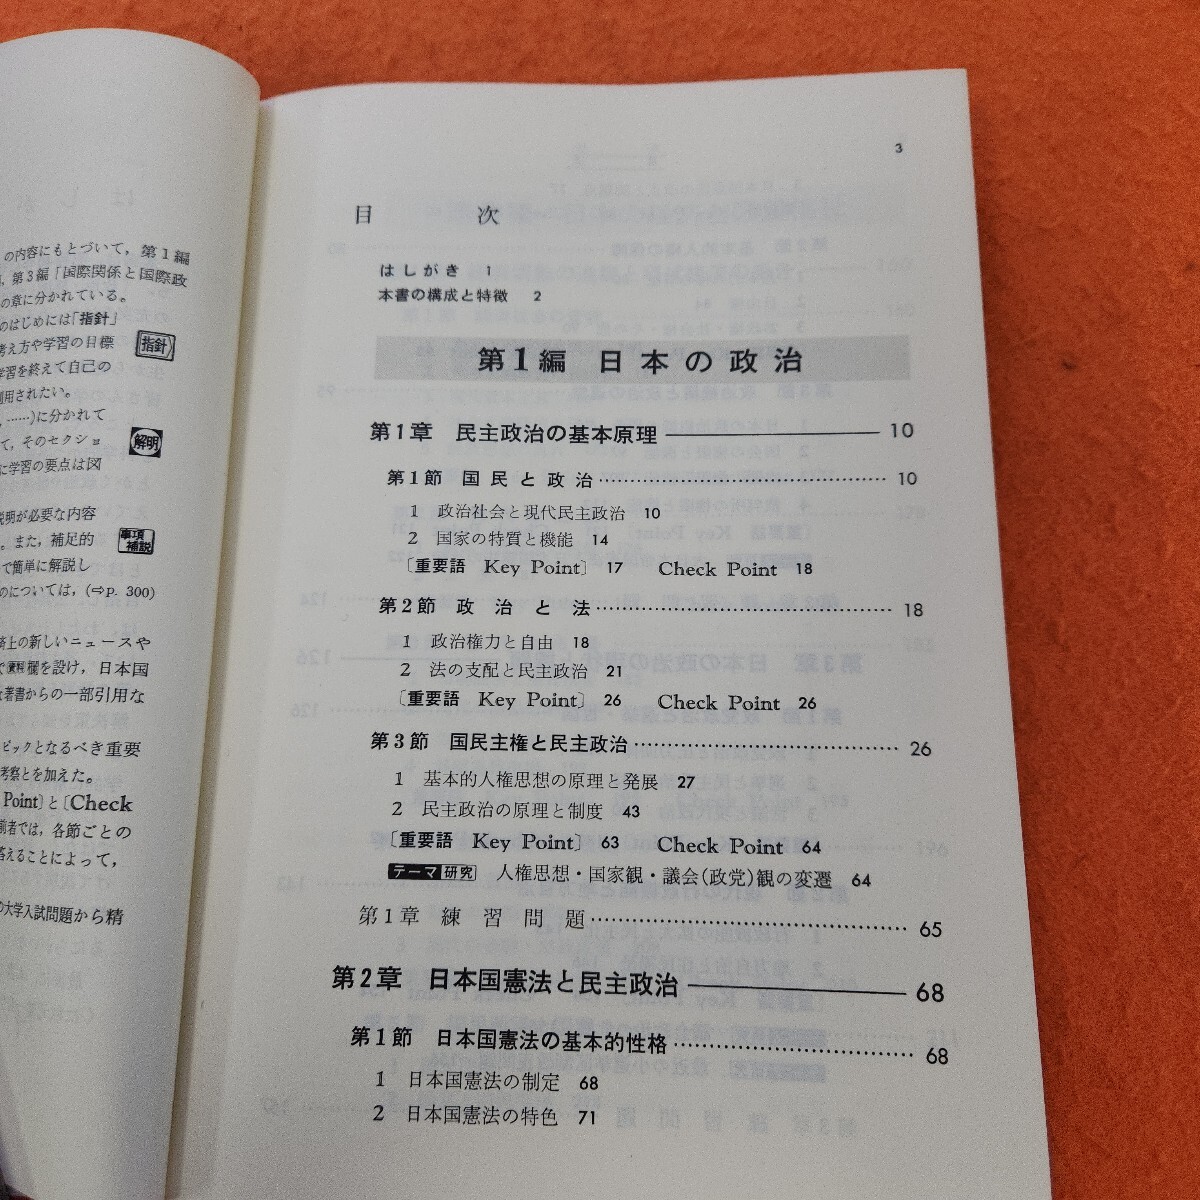 の内容にもとづいて，第1編
第3編「国際関係と国際政
の章に分かれている。
のはじめには「指針」
考え方や学習の目標
指針
学習を終えて自己の
利用されたい。
……)に分かれて
て，そのセクショ
解明
に学習の要点は図
説明が必要な内容
。また，補足的
事項補説
で簡単に解説し
のについては，(⇨P. 300)
上の新しいニュースや
欄を設け，日本国
著書からの一部引用な
ピックとなるべき重要
考察とを加えた。
Point〕と〔Check
前者では，各節ごとの
答えることによって，
の大学入試問題から精
3
目 次
はしがき 1
本書の構成と特徴 2
第1編 日本の政治
第1章 民主政治の基本原理 10
第1節 国民と政治 10
1 政治社会と現代民主政治 10
2 国家の特質と機能 14
〔重要語 Key Point〕 17 Check Point 18
第2節 政治と法 18
1 政治権力と自由 18
2 法の支配と民主政治 21
〔重要語 Key Point〕 26 Check Point 26
第3節 国民主権と民主政治 26
1 基本的人権思想の原理と発展 27
2 民主政治の原理と制度 43
〔重要語 Key Point〕 63 Check Point 64
テーマ研究 人権思想・国家観・議会(政党)観の変遷 64
第1章 練習問題 65
第2章 日本国憲法と民主政治 68
第1節 日本国憲法の基本的性格 68
1 日本国憲法の制定 68
2 日本国憲法の特色 71